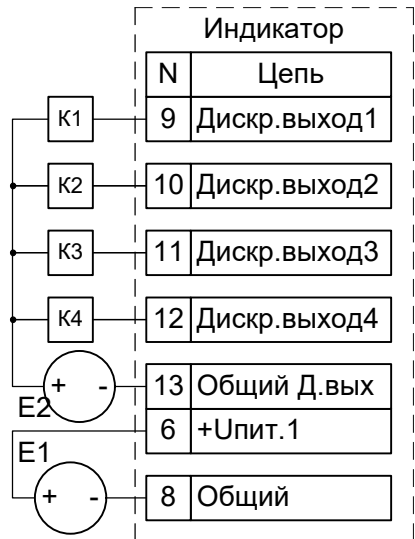 Индикатор
N Цепь
К1 9 Дискр.выход1
К2 10 Дискр.выход2
К3 11 Дискр.выход3
К4 12 Дискр.выход4
+ - 13 Общий Д.вых
E2
6 +Uпит.1
E1
+ - 8 Общий